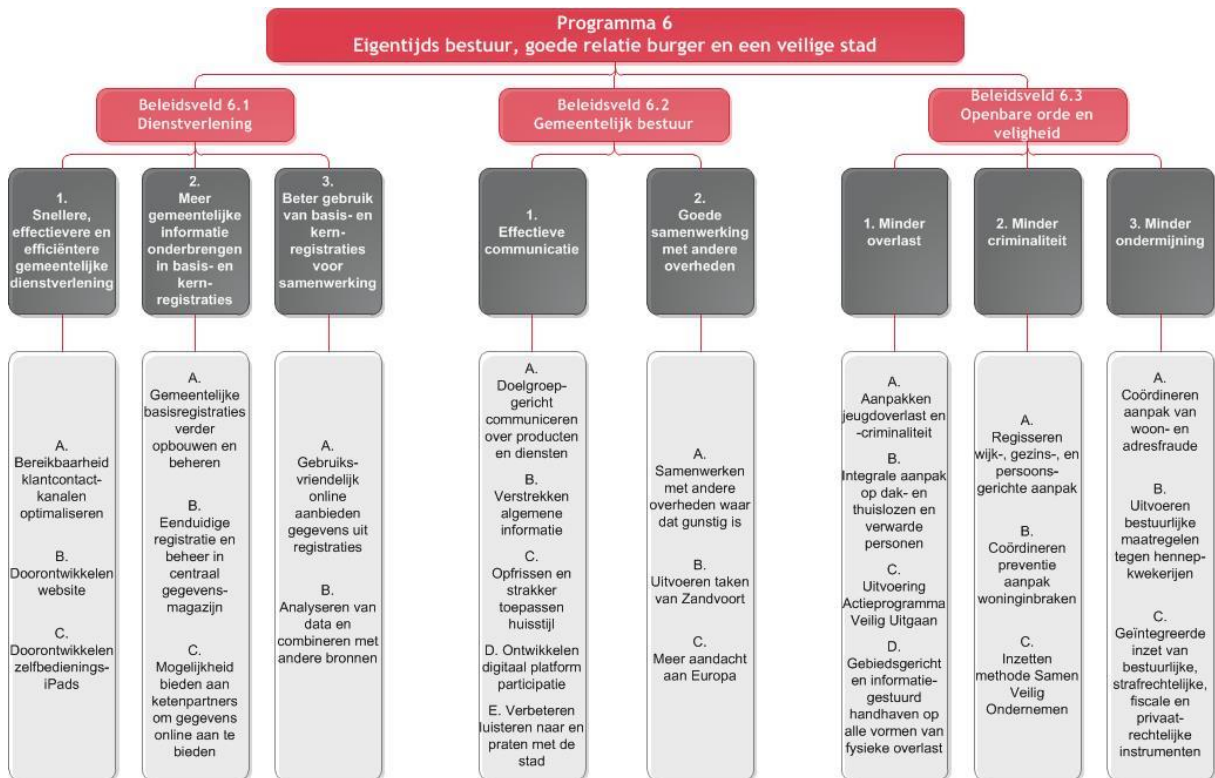 Programma 6
Eigentijds bestuur, goede relatie burger en een veilige stad
Beleidsveld 6.1
Dienstverlening
Beleidsveld 6.2
Gemeentelijk bestuur
Beleidsveld 6.3
Openbare orde en
veligheid
1.
Snellere,
effectievere en
efficiëntere
gemeentelijke
dienstverlening
2.
Meer
gemeentelijke
informatie
onderbrengen
in basis- en
kern-
registraties
3.
Beter gebruik
van basis- en
kern-
registraties
voor
samenwerking
1.
Effectieve
communicatie
2.
Goede
samenwerking
met andere
overheden
1. Minder
overlast
2. Minder
criminaliteit
3. Minder
ondermijning
A.
Bereikbaarheid
klantcontact-
kanalen
optimaliseren
B.
Doorontwikkelen
website
C.
Doorontwikkelen
zelfbedienings-
iPads
A.
Gemeentelijke
basisregistraties
verder
opbouwen en
beheren
B.
Eenduidige
registratie en
beheer in
centraal
gegevens-
magazijn
C.
Mogelijkheid
bieden aan
ketenpartners
om gegevens
online aan te
bieden
A.
Gebruiks-
vriendelijk
online
aanbieden
gegevens uit
registraties
B.
Analyseren van
data en
combineren met
andere bronnen
A.
Doelgroep-
gericht
communiceren
over producten
en diensten
B.
Verstrekken
algemene
informatie
C.
Opfrissen en
strakker
toepassen
huisstijl
D. Ontwikkelen
digitaal platform
participatie
E. Verbeteren
luisteren naar en
praten met de
stad
A.
Samenwerken
met andere
overheden waar
dat gunstig is
B.
Uitvoeren taken
van Zandvoort
C.
Meer aandacht
aan Europa
A.
Aanpakken
jeugdoverlast en
-criminaliteit
B.
Integrale aanpak
op dak- en
thuislozen en
verwarde
personen
C.
Uitvoering
Actieprogramma
Veilig Uitgaan
D.
Gebiedsgericht
en informatie-
gestuurd
handhaven op
alle vormen van
fysieke overlast
A.
Regisseren
wijk-, gezins-, en
persoons-
gerichte aanpak
B.
Coördineren
preventie
aanpak
woninginbraken
C.
Inzetten
methode Samen
Veilig
Ondernemen
A.
Coördineren
aanpak van
woon- en
adresfraude
B.
Uitvoeren
bestuurlijke
maatregelen
tegen hennep-
kwekerijen
C.
Geïntegreerde
inzet van
bestuurlijke,
strafrechtelijke,
fiscale en
privaat-
rechtelijke
instrumenten